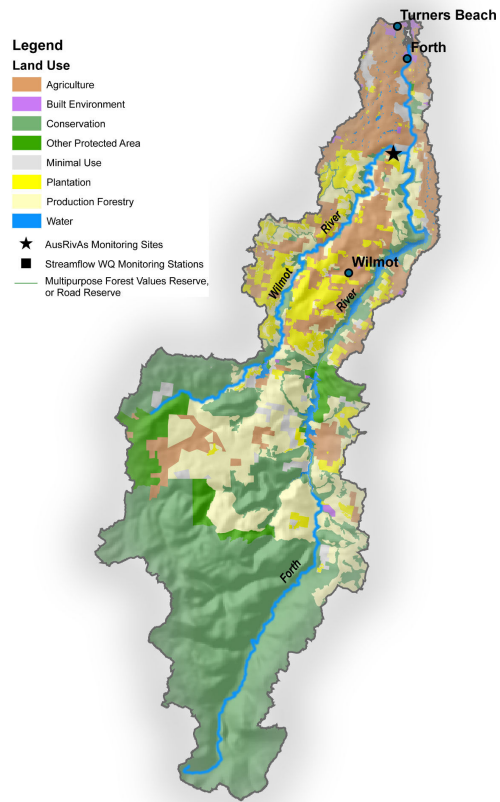 Turners Beach
Forth
Legend
Land Use
Agriculture
Built Environment
Conservation
Other Protected Area
Minimal Use
Plantation
Production Forestry
Water
AusRivAs Monitoring Sites
Streamflow WQ Monitoring Stations
Multipurpose Forest Values Reserve,
or Road Reserve
River
Wilmot
Wilmot
River
Forth